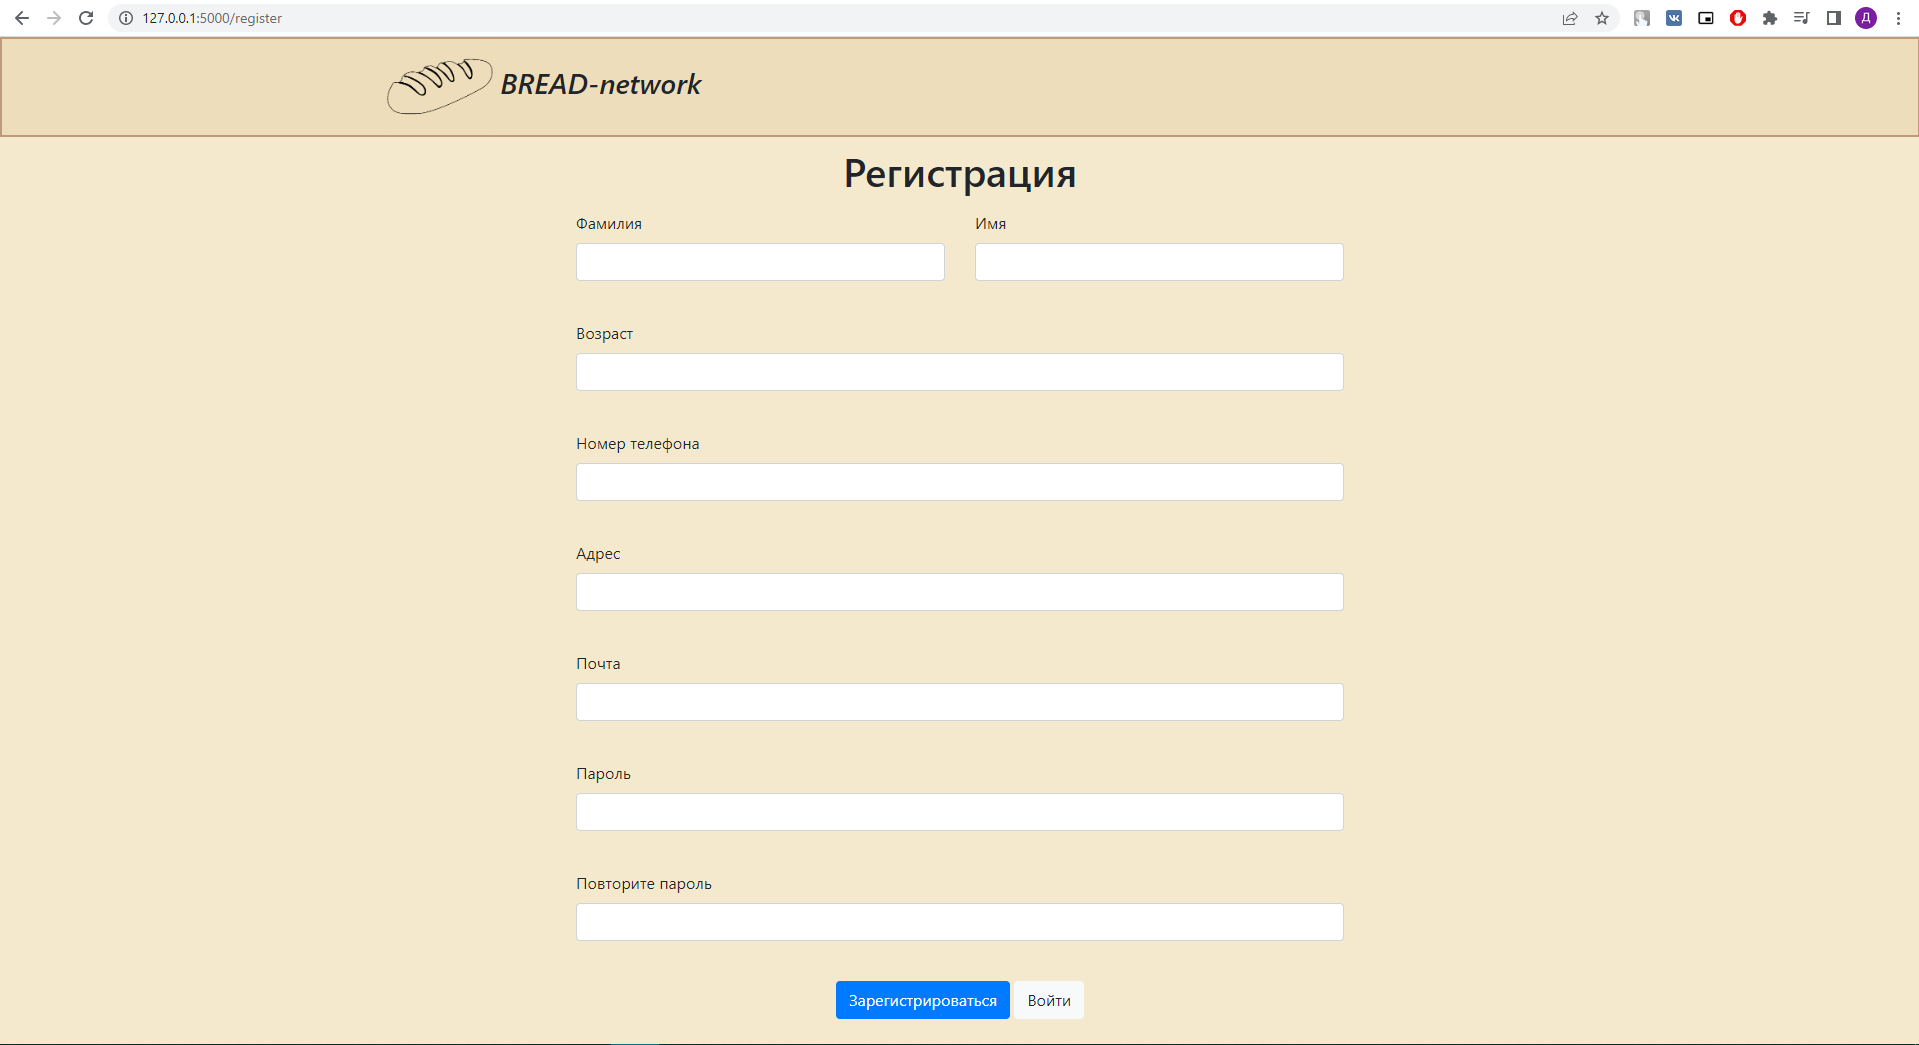 127.0.0.1:5000/register
Д
BREAD-network
Регистрация
Фамилия Имя
Возраст
Номер телефона
Адрес
Почта
Пароль
Повторите пароль
Зарегистрироваться Войти